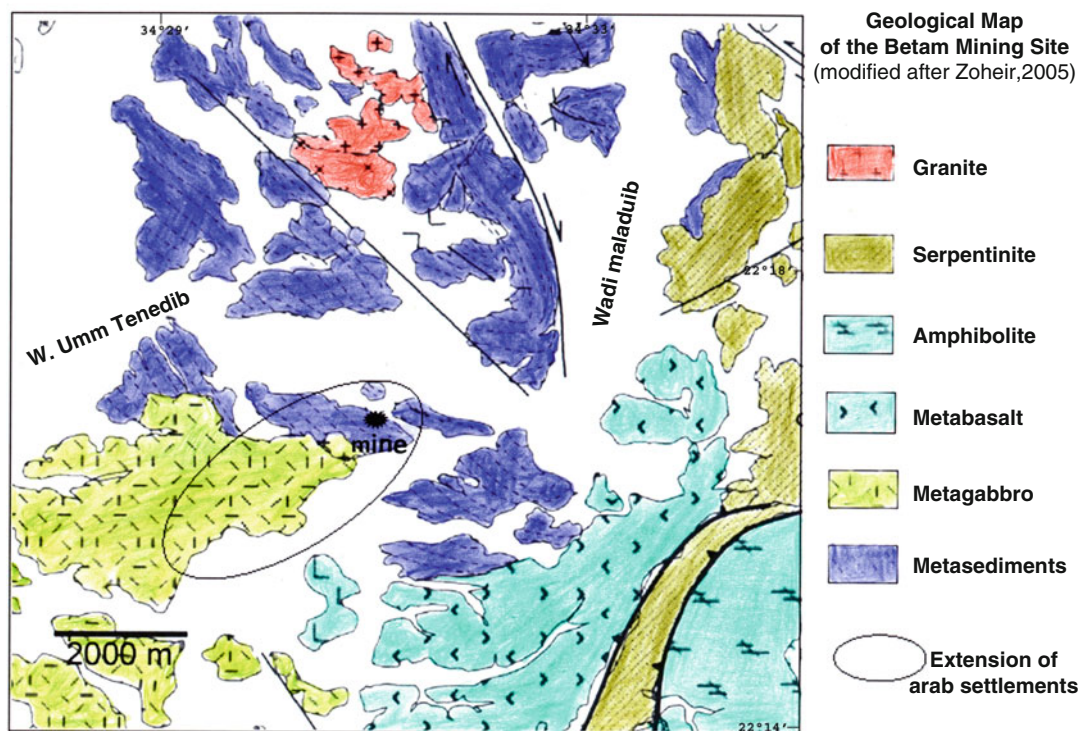 34°29'
34°33'
Geological Map
of the Betam Mining Site
(modified after Zoheir,2005)
Granite
Serpentinite
Wadi maladuib
22°18'
W. Umm Tenedib
Amphibolite
Metabasalt
mine
Metagabbro
Metasediments
2000 m
Extension of
arab settlements
22°14'